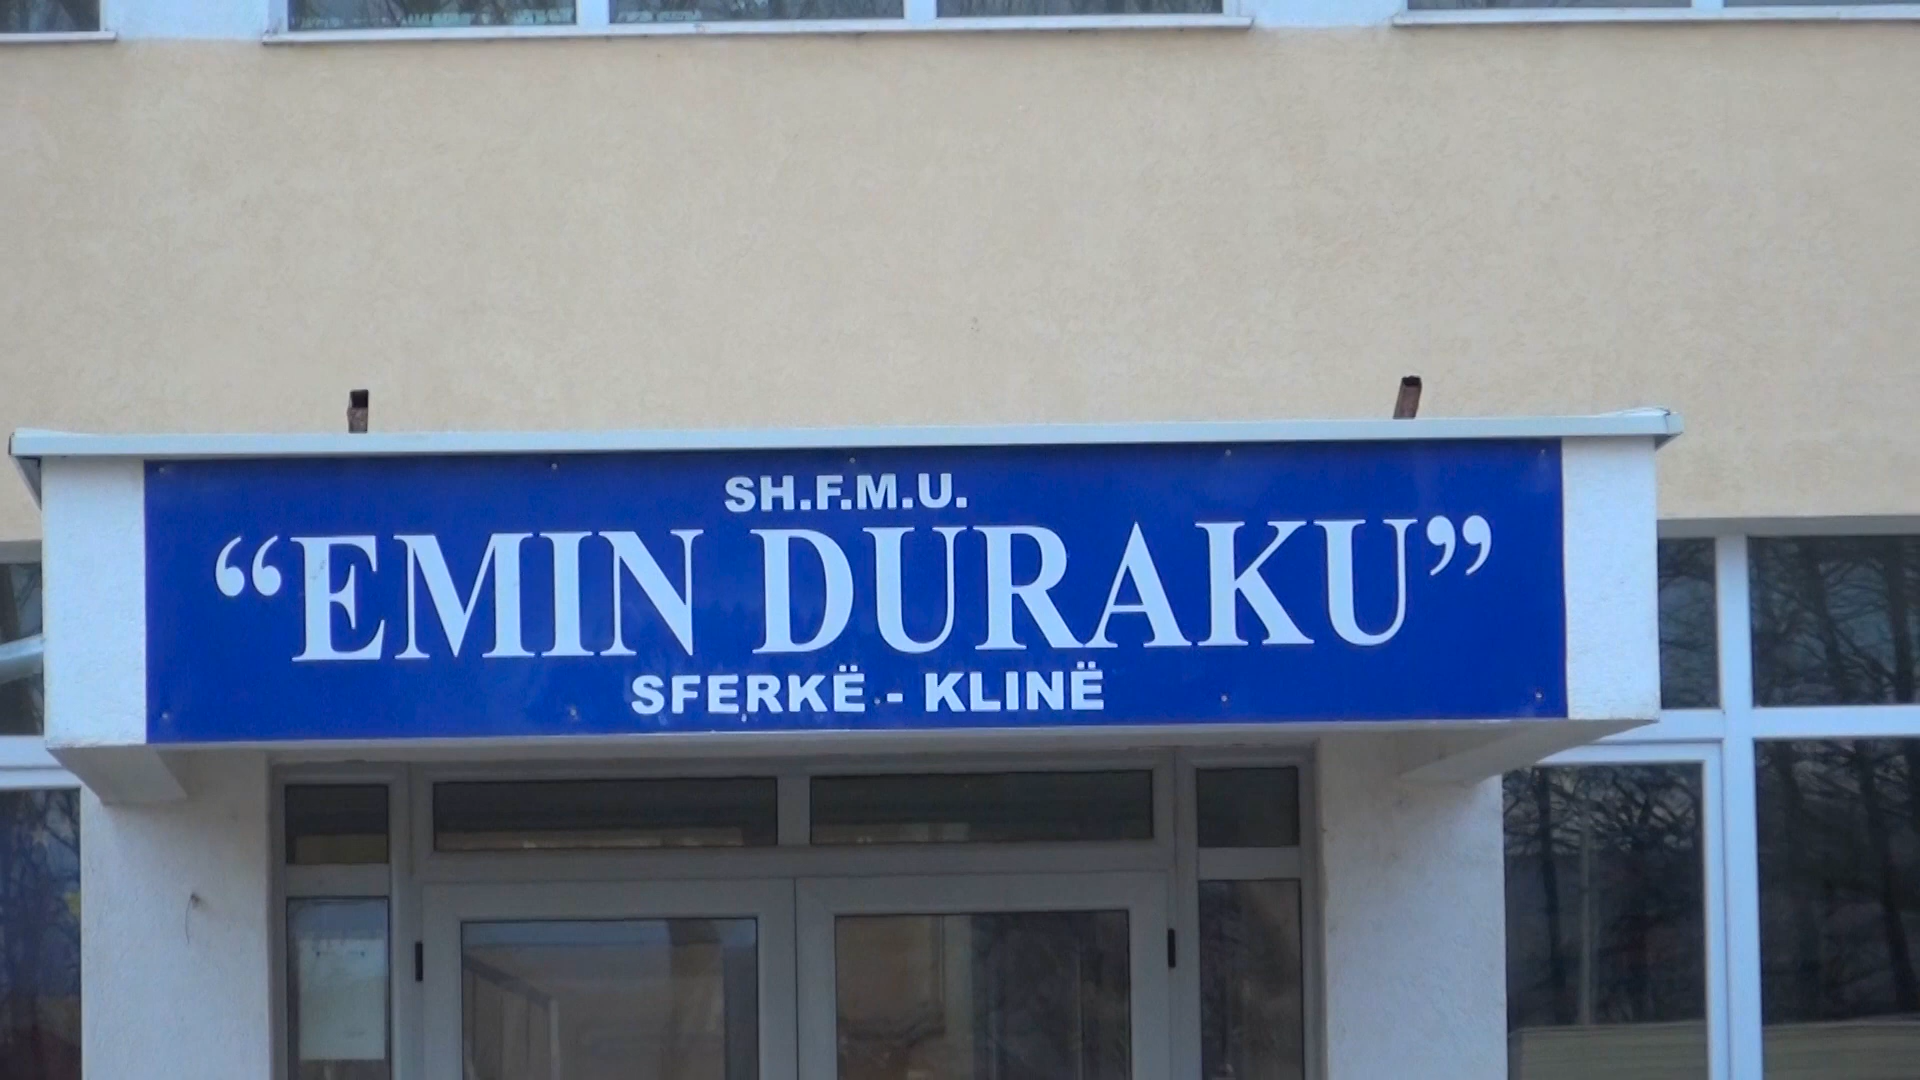 SH.F.M.U.
“EMIN DURAKU”
SFERKË - KLINË